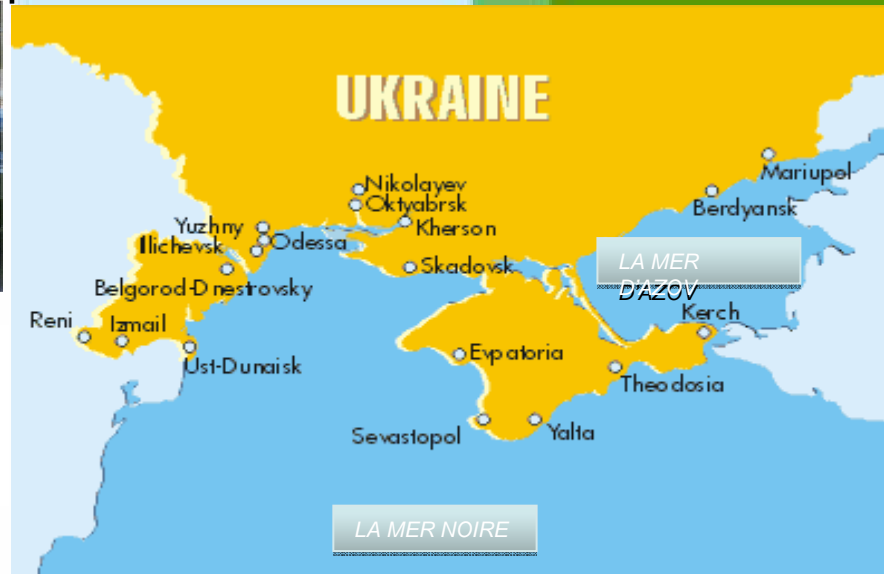 UKRAINE
Mariupel
Nikolayev
Oktyabrsk
Berdyansk
Kherson
Yuzhny
Ilichevsk
Odessa
Skadovsk
LA MER
D'AZOV
Belgorod-Dnestrovsky
Kerch
Reni
Izmail
Evpatoria
Ust-Dunaisk
Theodosia
Sevastopol
Yalta
LA MER NOIRE